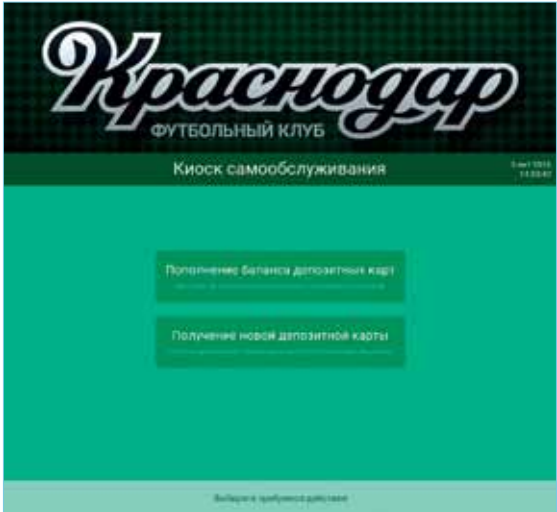 Краснодар
ФУТБОЛЬНЫЙ КЛУБ
Киоск самообслуживания
Пополнение баланса депозитных карт
Получение новой депозитной карты
Выберите требуемое действие